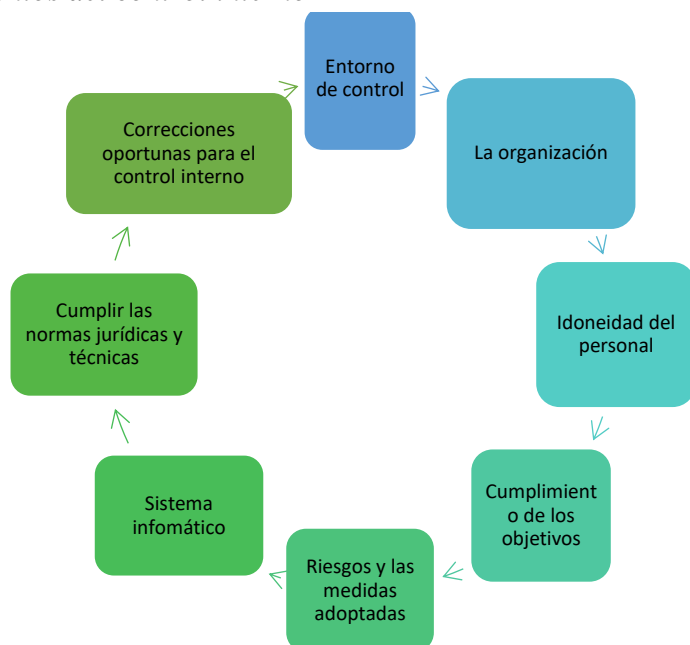 Entorno
de control
La organización
Idoneidad del
personal
Cumplimient
o de los
objetivos
Riesgos y las
medidas
adoptadas
Sistema
infomático
Cumplir las
normas jurídicas y
técnicas
Correcciones
oportunas para el
control interno